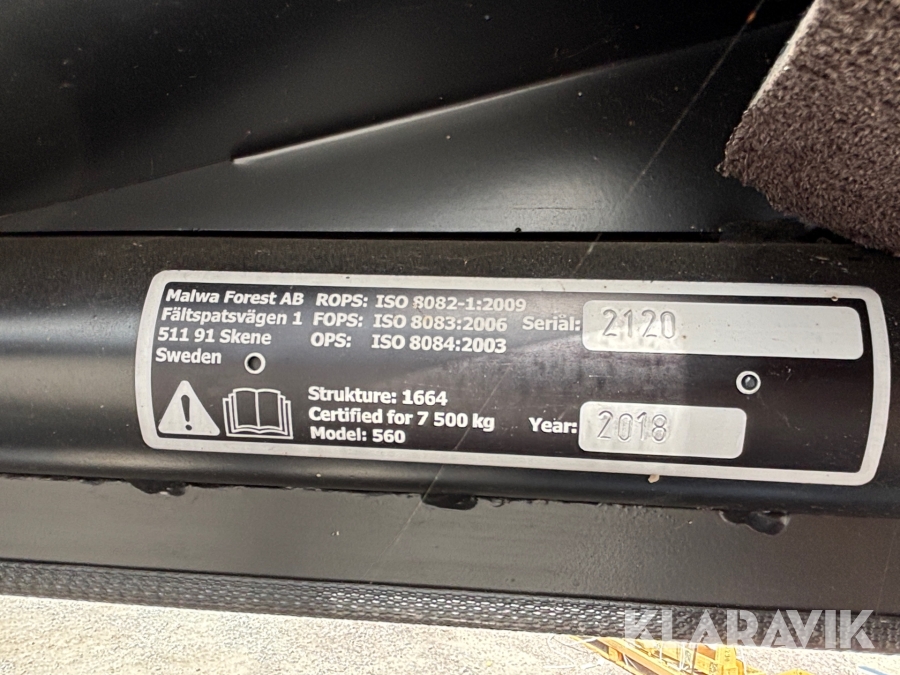 Malwa Forest AB
Fältspatsvägen 1
511 91 Skene
Sweden
ROPS: ISO 8082-1:2009
FOPS: ISO 8083:2006
OPS: ISO 8084:2003
Serial: 2120
Strukture: 1664
Certified for 7 500 kg
Model: 560
Year: 2018
KLARAVIK